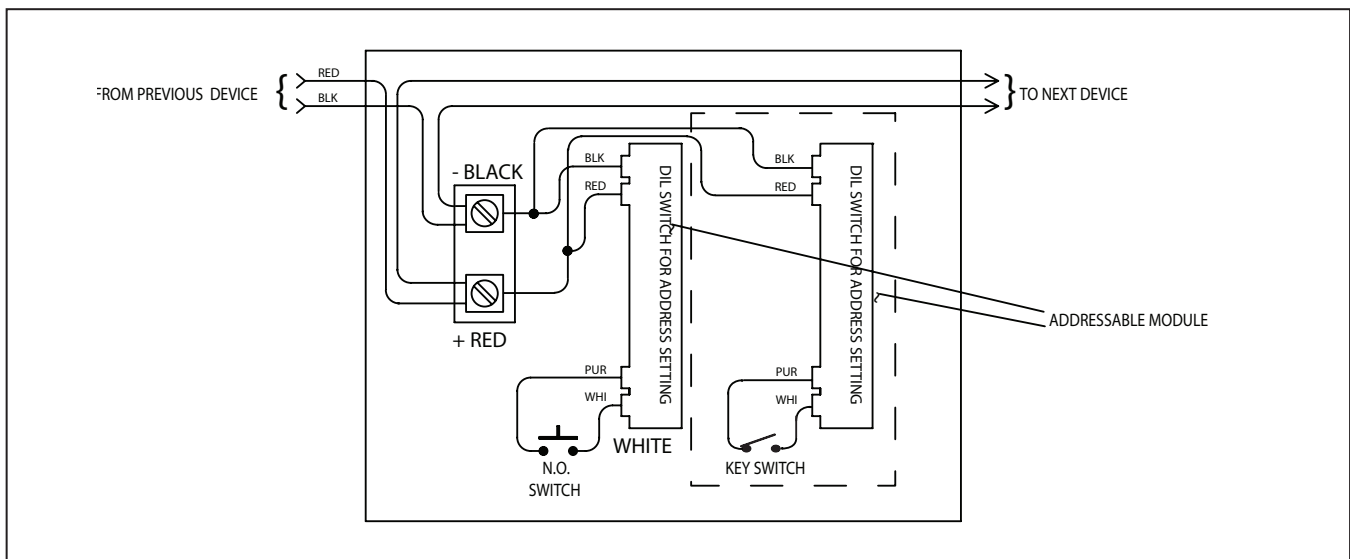 RED
FROM PREVIOUS DEVICE
BLK
TO NEXT DEVICE
- BLACK
BLK
RED
DIL SWITCH FOR ADDRESS SETTING
BLK
RED
DIL SWITCH FOR ADDRESS SETTING
+ RED
ADDRESSABLE MODULE
PUR
WHI
WHITE
N.O.
SWITCH
PUR
WHI
KEY SWITCH